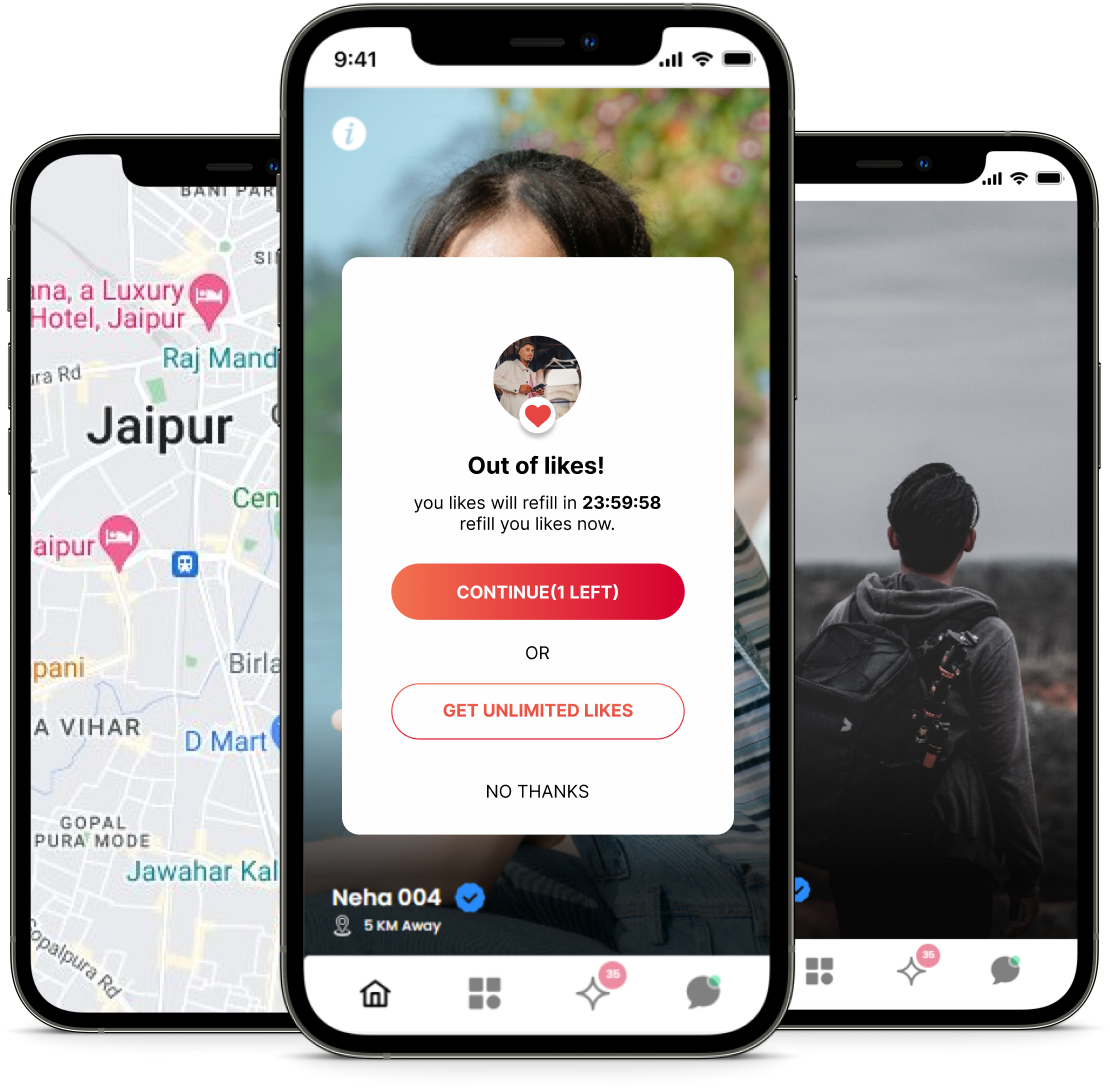 BANI PAR
SIN
ana, a Luxury
Hotel, Jaipur
Raj Mand
ura Rd
Jaipur
Cen
aipur
pani
Birla
A VIHAR
D Mart
GOPAL
PURA MODE
Jawahar Kal
Gopalpura Rd
9:41
i
Out of likes!
you likes will refill in 23:59:58
refill you likes now.
CONTINUE(1 LEFT)
OR
GET UNLIMITED LIKES
NO THANKS
Neha 004
5 KM Away
35
35